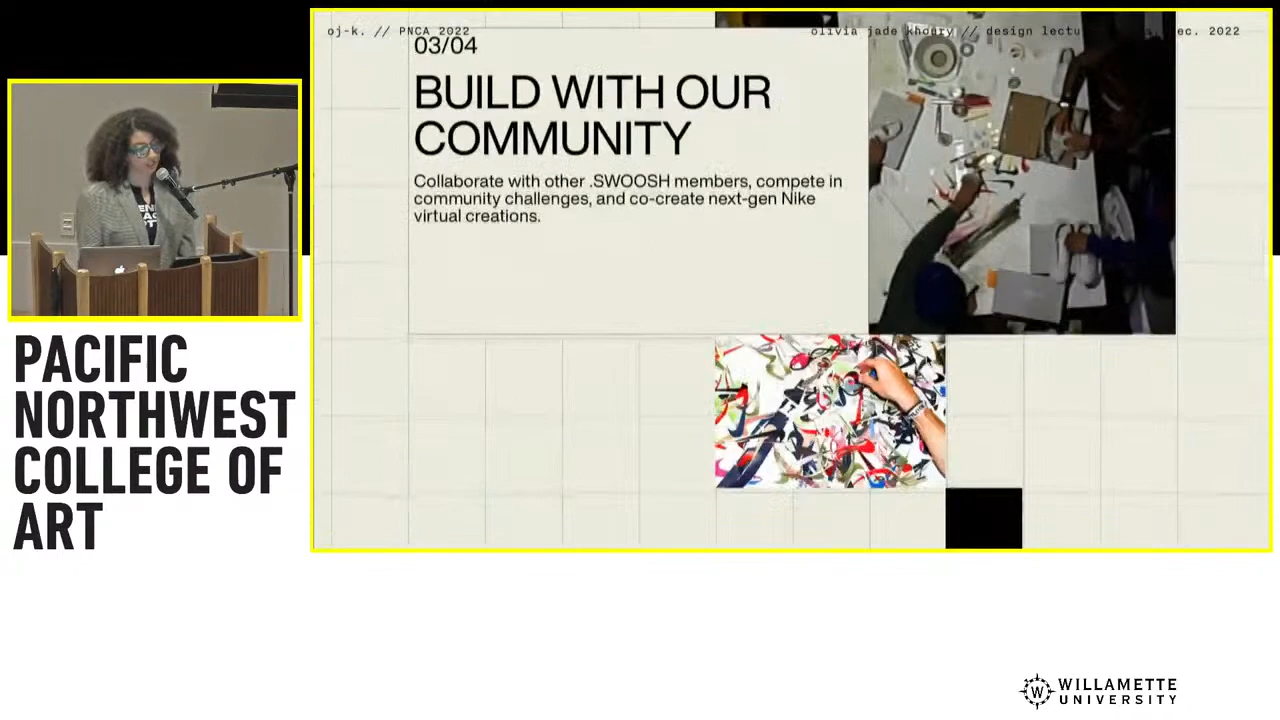 oj-k. // PNCA 2022
olivia jade khoury // design lectu ec. 2022
03/04
BUILD WITH OUR
COMMUNITY
Collaborate with other .SWOOSH members, compete in
community challenges, and co-create next-gen Nike
virtual creations.
PACIFIC
NORTHWEST
COLLEGE OF
ART
W
WILLAMETTE
UNIVERSITY